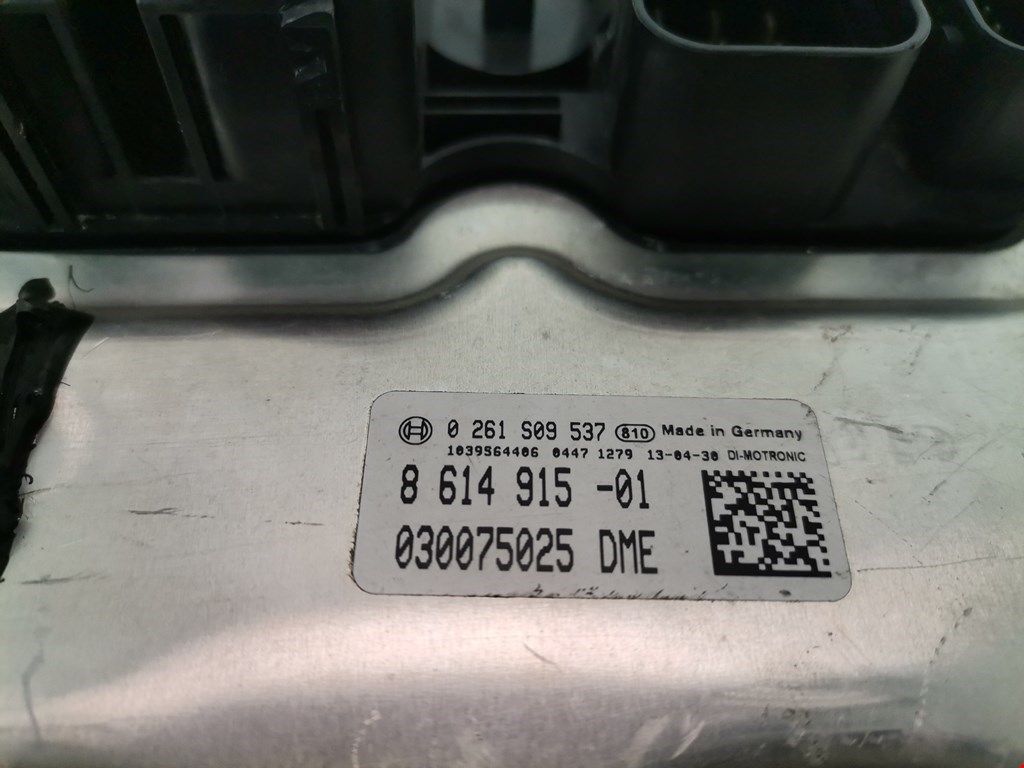 0 261 S09 537 810 Made in Germany
1039S64406 0447 1279 13-04-30 DI-MOTRONIC
8 614 915 -01
030075025 DME